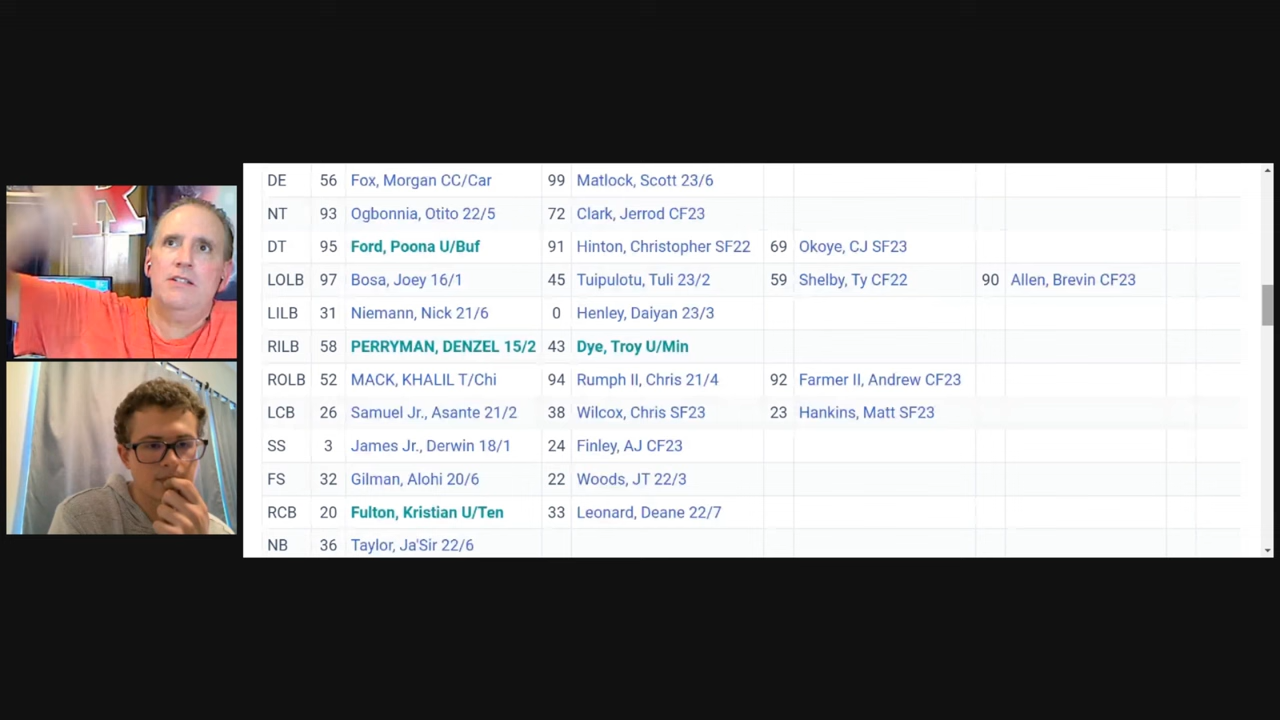 DE 56 Fox, Morgan CC/Car 99 Matlock, Scott 23/6
NT 93 Ogbonnia, Otito 22/5 72 Clark, Jerrod CF23
DT 95 Ford, Poona U/Buf 91 Hinton, Christopher SF22 69 Okoye, CJ SF23
LOLB 97 Bosa, Joey 16/1 45 Tuipulotu, Tuli 23/2 59 Shelby, Ty CF22 90 Allen, Brevin CF23
LILB 31 Niemann, Nick 21/6 0 Henley, Daiyan 23/3
RILB 58 PERRYMAN, DENZEL 15/2 43 Dye, Troy U/Min
ROLB 52 MACK, KHALIL T/Chi 94 Rumph II, Chris 21/4 92 Farmer II, Andrew CF23
LCB 26 Samuel Jr., Asante 21/2 38 Wilcox, Chris SF23 23 Hankins, Matt SF23
SS 3 James Jr., Derwin 18/1 24 Finley, AJ CF23
FS 32 Gilman, Alohi 20/6 22 Woods, JT 22/3
RCB 20 Fulton, Kristian U/Ten 33 Leonard, Deane 22/7
NB 36 Taylor, Ja'Sir 22/6